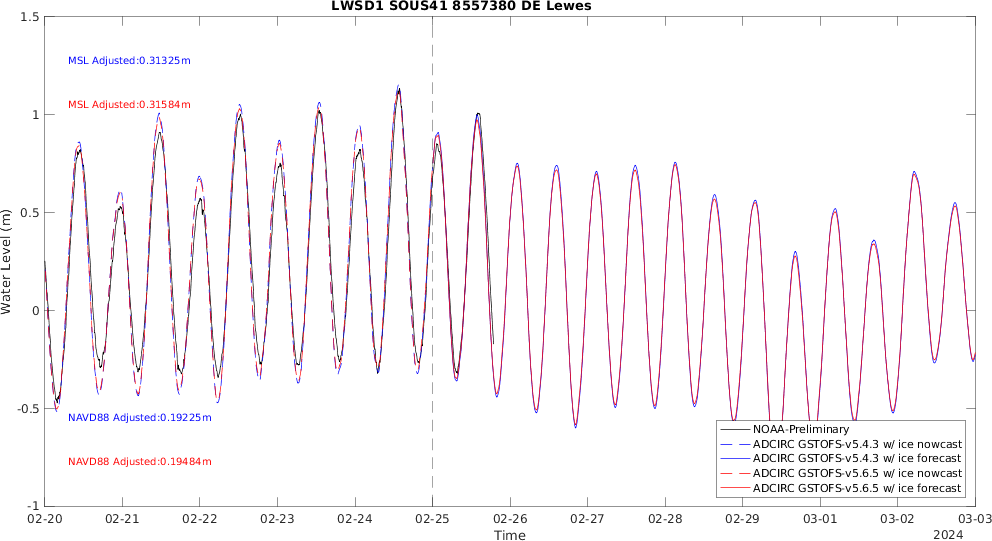 LWSD1 SOUS41 8557380 DE Lewes
1.5
1
0.5
0
-0.5
-1
Water Level (m)
MSL Adjusted:0.31325m
MSL Adjusted:0.31584m
NAVD88 Adjusted:0.19225m
NAVD88 Adjusted:0.19484m
NOAA-Preliminary
ADCIRC GSTOFS-v5.4.3 w/ ice nowcast
ADCIRC GSTOFS-v5.4.3 w/ ice forecast
ADCIRC GSTOFS-v5.6.5 w/ ice nowcast
ADCIRC GSTOFS-v5.6.5 w/ ice forecast
02-20 02-21 02-22 02-23 02-24 02-25 02-26 02-27 02-28 02-29 03-01 03-02 03-03
Time
2024